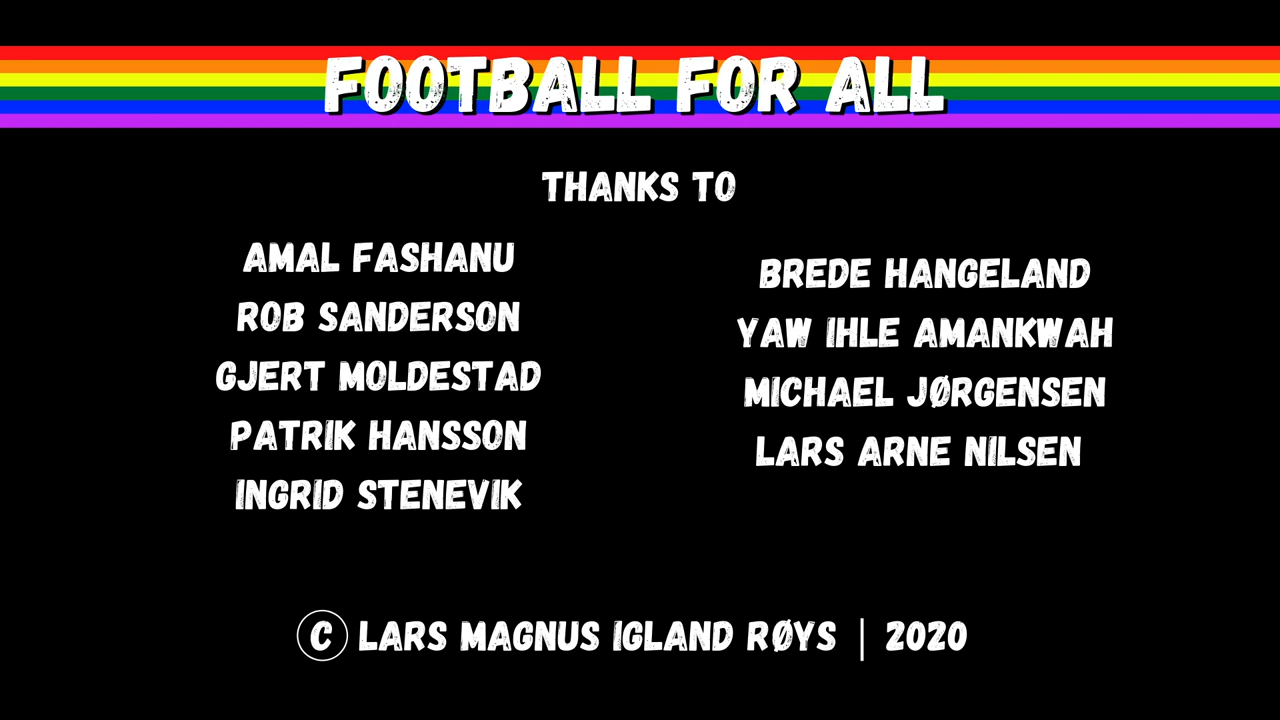 FOOTBALL FOR ALL
THANKS TO
AMAL FASHANU
ROB SANDERSON
GJERT MOLDESTAD
PATRIK HANSSON
INGRID STENEVIK
BREDE HANGELAND
YAW IHLE AMANKWAH
MICHAEL JØRGENSEN
LARS ARNE NILSEN
© LARS MAGNUS IGLAND RØYS | 2020